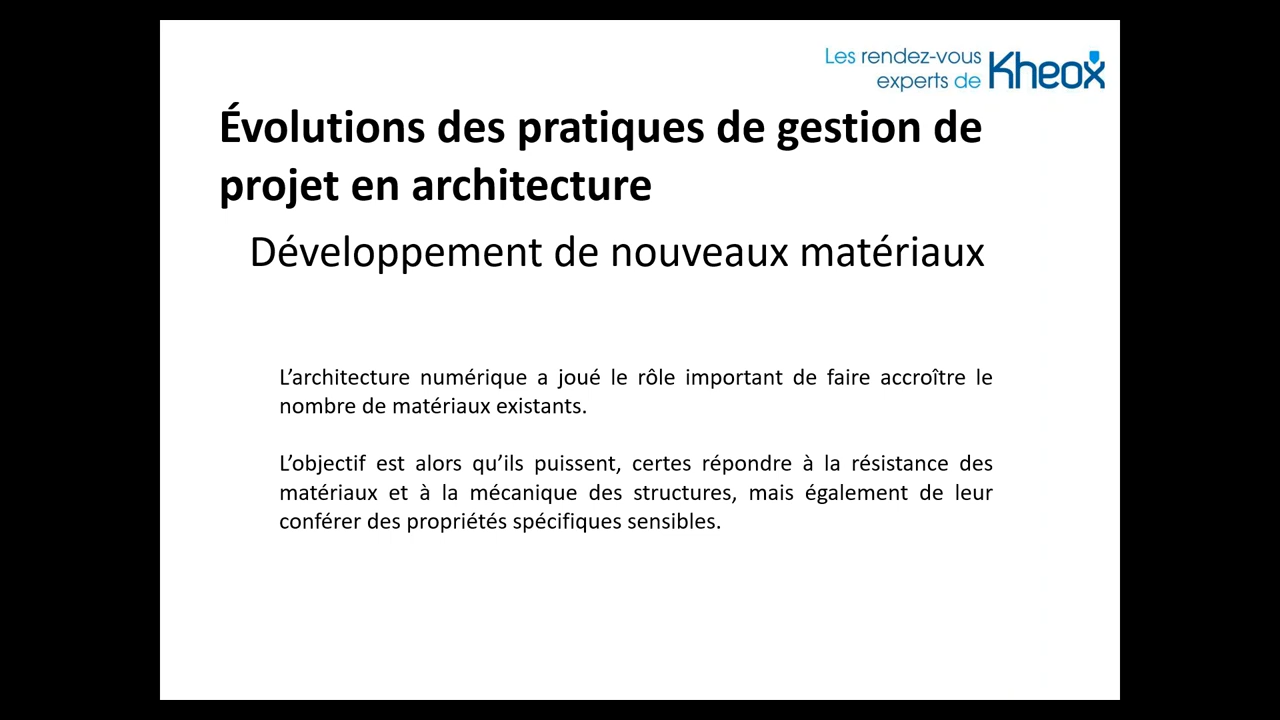 Les rendez-vous
experts de Kheox
Évolutions des pratiques de gestion de
projet en architecture
Développement de nouveaux matériaux
L’architecture numérique a joué le rôle important de faire accroître le
nombre de matériaux existants.
L’objectif est alors qu’ils puissent, certes répondre à la résistance des
matériaux et à la mécanique des structures, mais également de leur
conférer des propriétés spécifiques sensibles.